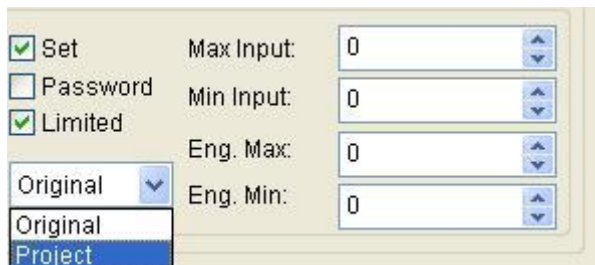 Set Max Input: 0
Password Min Input: 0
Limited
Eng. Max: 0
Original Eng. Min: 0
Original
Project